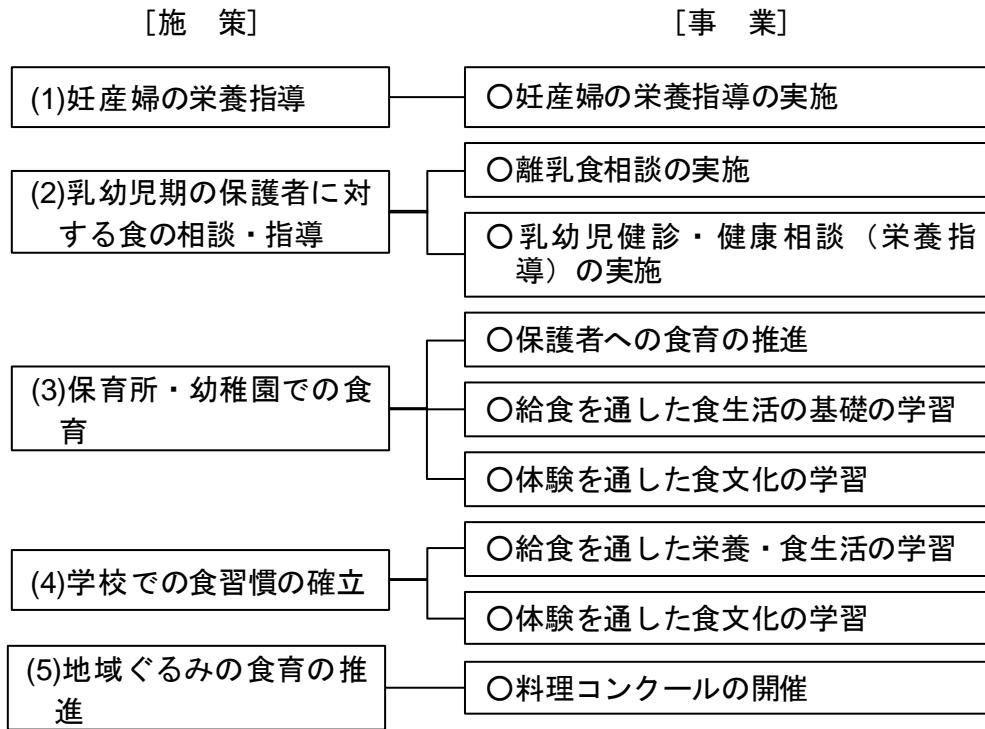 [施　策]　[事　業]
(1)妊産婦の栄養指導
〇妊産婦の栄養指導の実施
(2)乳幼児期の保護者に対
する食の相談・指導
〇離乳食相談の実施
〇乳幼児健診・健康相談（栄養指
導）の実施
(3)保育所・幼稚園での食
育
〇保護者への食育の推進
〇給食を通した食生活の基礎の学習
〇体験を通した食文化の学習
(4)学校での食習慣の確立
〇給食を通した栄養・食生活の学習
〇体験を通した食文化の学習
(5)地域ぐるみの食育の推
進
〇料理コンクールの開催